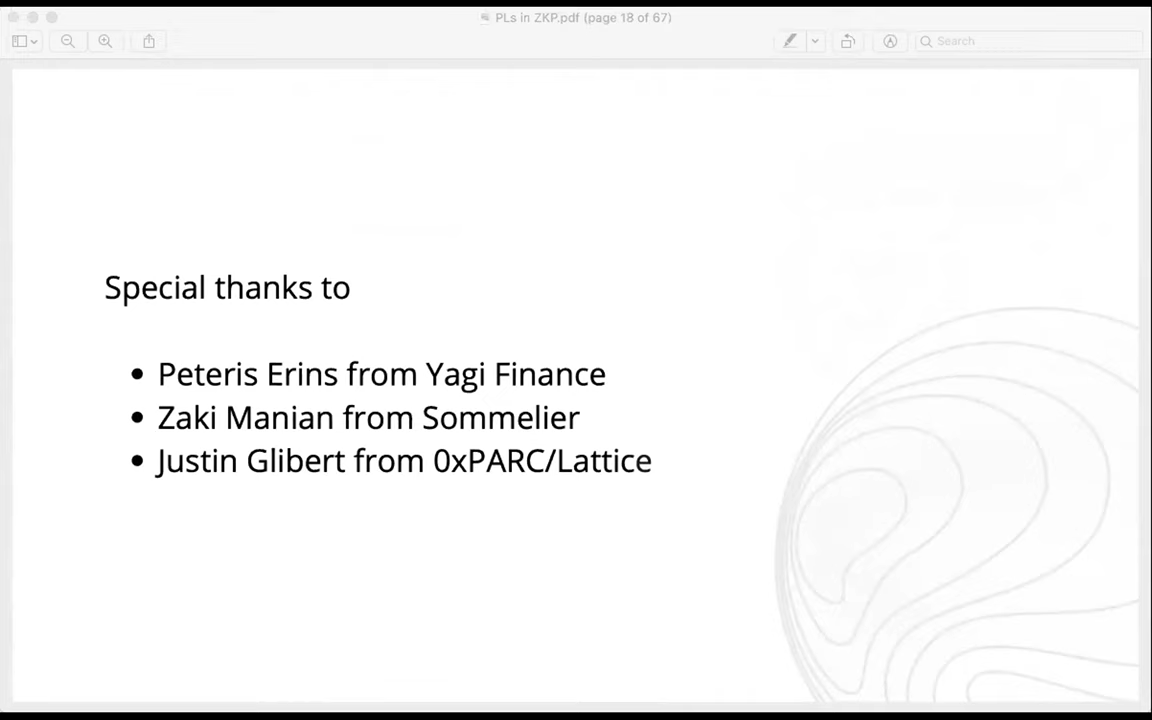 PLs in ZKP.pdf (page 18 of 67)
Search
Special thanks to
• Peteris Erins from Yagi Finance
• Zaki Manian from Sommelier
• Justin Glibert from 0xPARC/Lattice